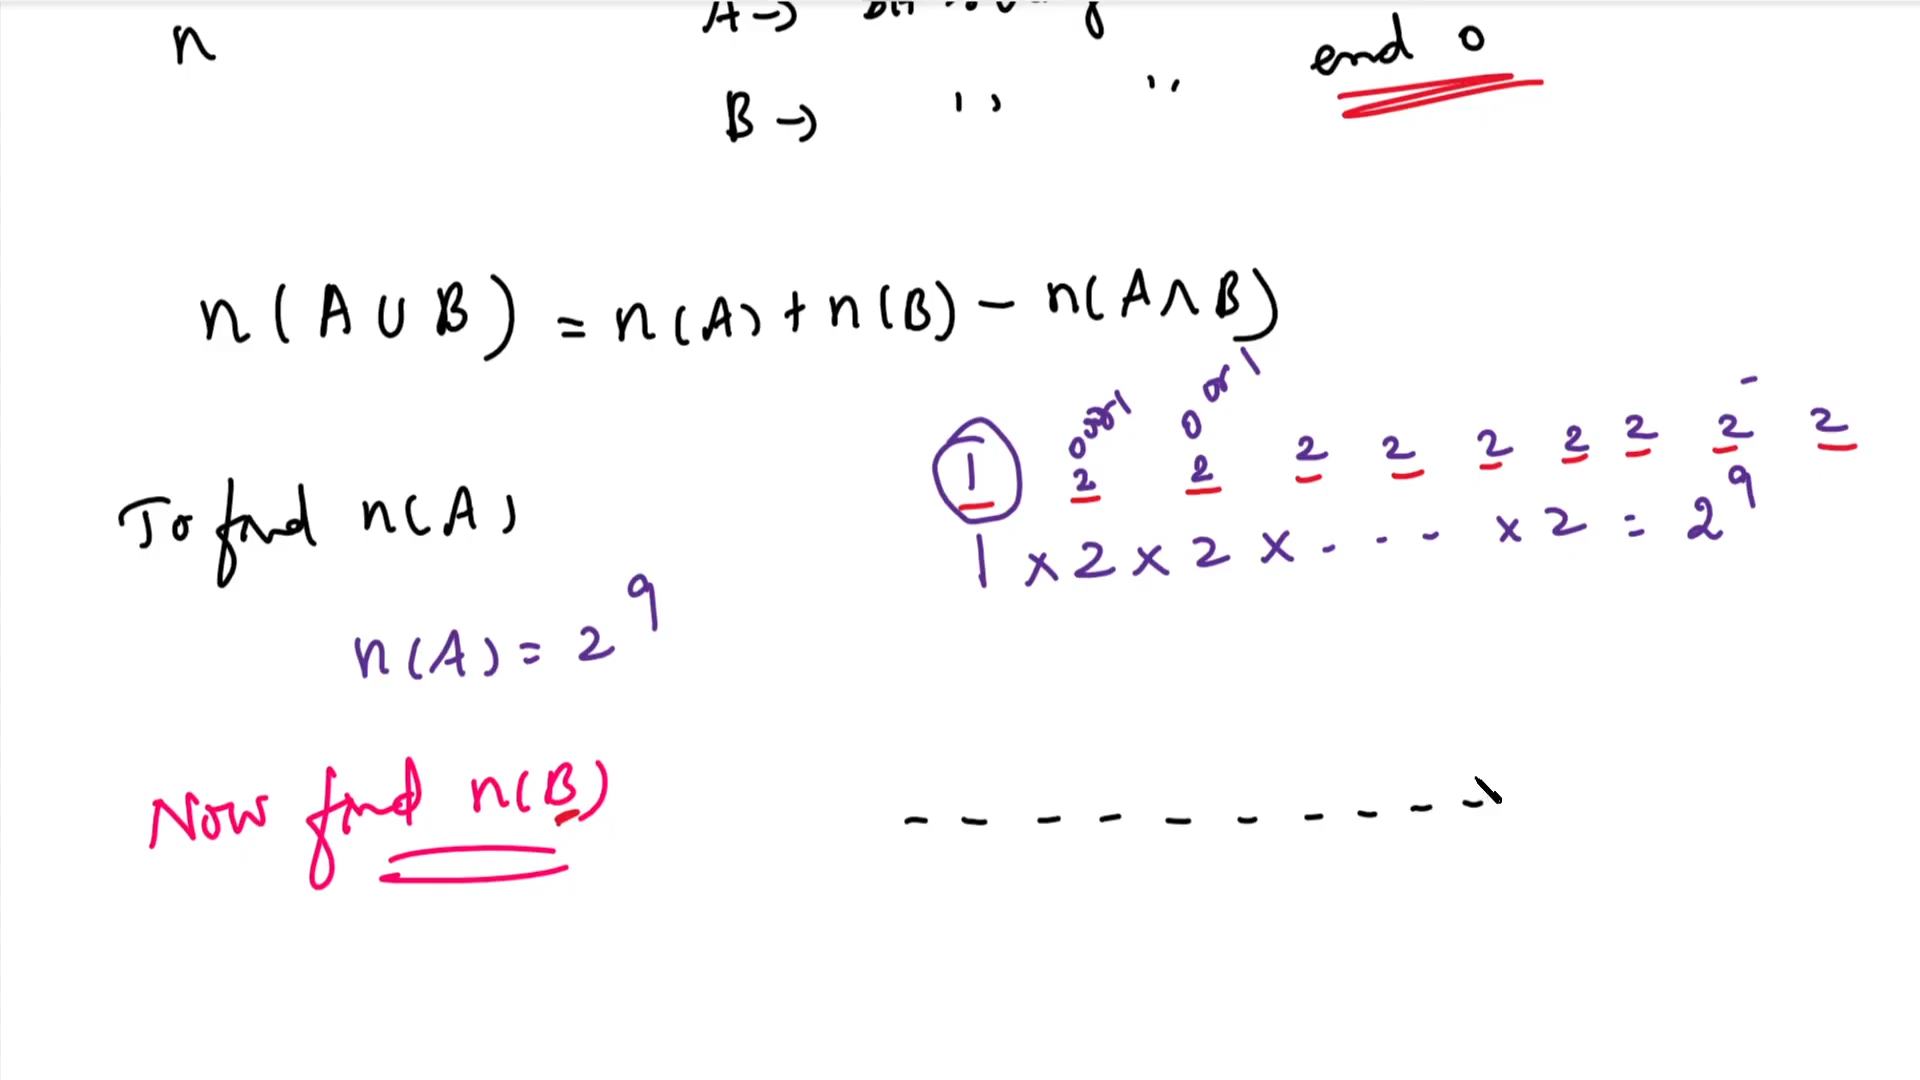 n
A →
end 0
B → ,, ,,
n(A∪B) = n(A) + n(B) - n(A∩B)
0 or 1 0 or 1
1 2 2 2 2 2 2 2 2 2
To find n(A)
1 × 2 × 2 × - - - × 2 = 2⁹
n(A) = 2⁹
Now find n(B)
- - - - - - - - - -